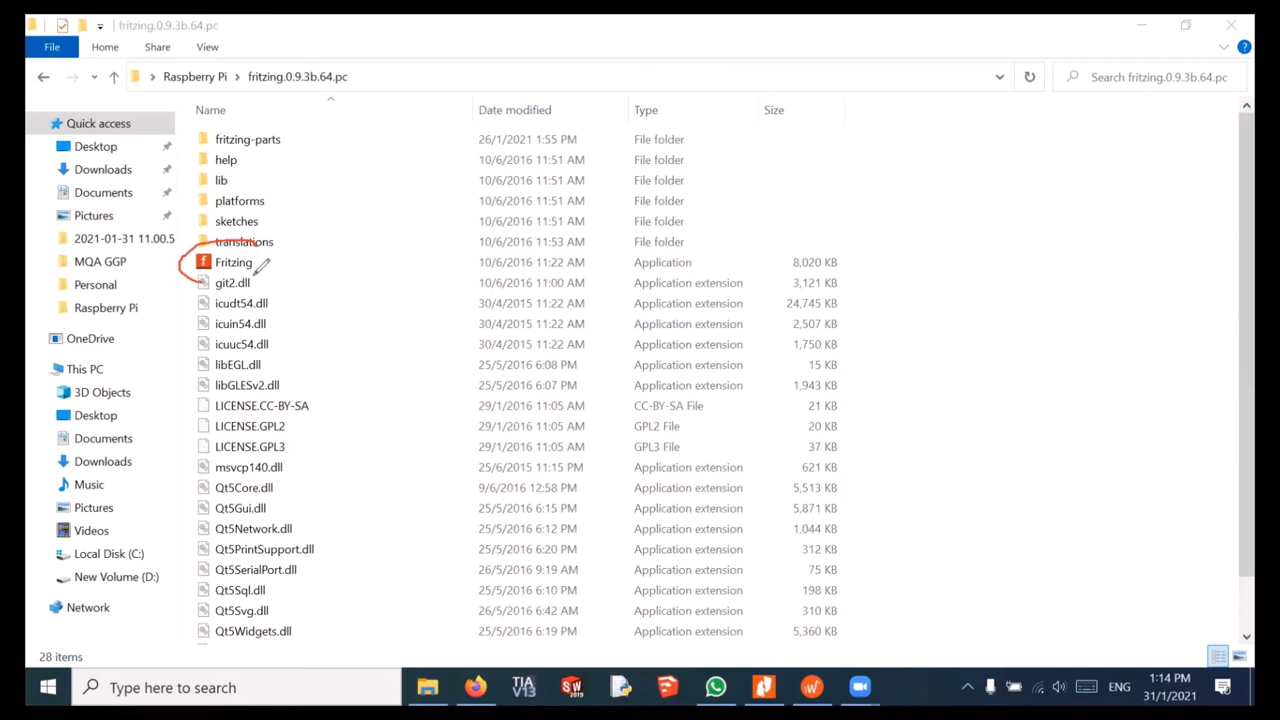 fritzing.0.9.3b.64.pc
File Home Share View
Raspberry Pi fritzing.0.9.3b.64.pc Search fritzing.0.9.3b.64.pc
Name Date modified Type Size
Quick access
Desktop
Downloads
Documents
Pictures
2021-01-31 11.00.5
MQA GGP
Personal
Raspberry Pi
OneDrive
This PC
3D Objects
Desktop
Documents
Downloads
Music
Pictures
Videos
Local Disk (C:)
New Volume (D:)
Network
fritzing-parts 26/1/2021 1:55 PM File folder
help 10/6/2016 11:51 AM File folder
lib 10/6/2016 11:51 AM File folder
platforms 10/6/2016 11:51 AM File folder
sketches 10/6/2016 11:51 AM File folder
translations 10/6/2016 11:53 AM File folder
Fritzing 10/6/2016 11:22 AM Application 8,020 KB
git2.dll 10/6/2016 11:00 AM Application extension 3,121 KB
icudt54.dll 30/4/2015 11:22 AM Application extension 24,745 KB
icuin54.dll 30/4/2015 11:22 AM Application extension 2,507 KB
icuuc54.dll 30/4/2015 11:22 AM Application extension 1,750 KB
libEGL.dll 25/5/2016 6:08 PM Application extension 15 KB
libGLESv2.dll 25/5/2016 6:07 PM Application extension 1,943 KB
LICENSE.CC-BY-SA 29/1/2016 11:05 AM CC-BY-SA File 21 KB
LICENSE.GPL2 29/1/2016 11:05 AM GPL2 File 20 KB
LICENSE.GPL3 29/1/2016 11:05 AM GPL3 File 37 KB
msvcp140.dll 25/6/2015 11:15 PM Application extension 621 KB
Qt5Core.dll 9/6/2016 12:58 PM Application extension 5,513 KB
Qt5Gui.dll 25/5/2016 6:15 PM Application extension 5,871 KB
Qt5Network.dll 25/5/2016 6:12 PM Application extension 1,044 KB
Qt5PrintSupport.dll 25/5/2016 6:20 PM Application extension 312 KB
Qt5SerialPort.dll 26/5/2016 9:19 AM Application extension 75 KB
Qt5Sql.dll 25/5/2016 6:10 PM Application extension 198 KB
Qt5Svg.dll 26/5/2016 6:42 AM Application extension 310 KB
Qt5Widgets.dll 25/5/2016 6:19 PM Application extension 5,360 KB
28 items
Type here to search
TIA
V13
SW
2019
ENG
1:14 PM
31/1/2021